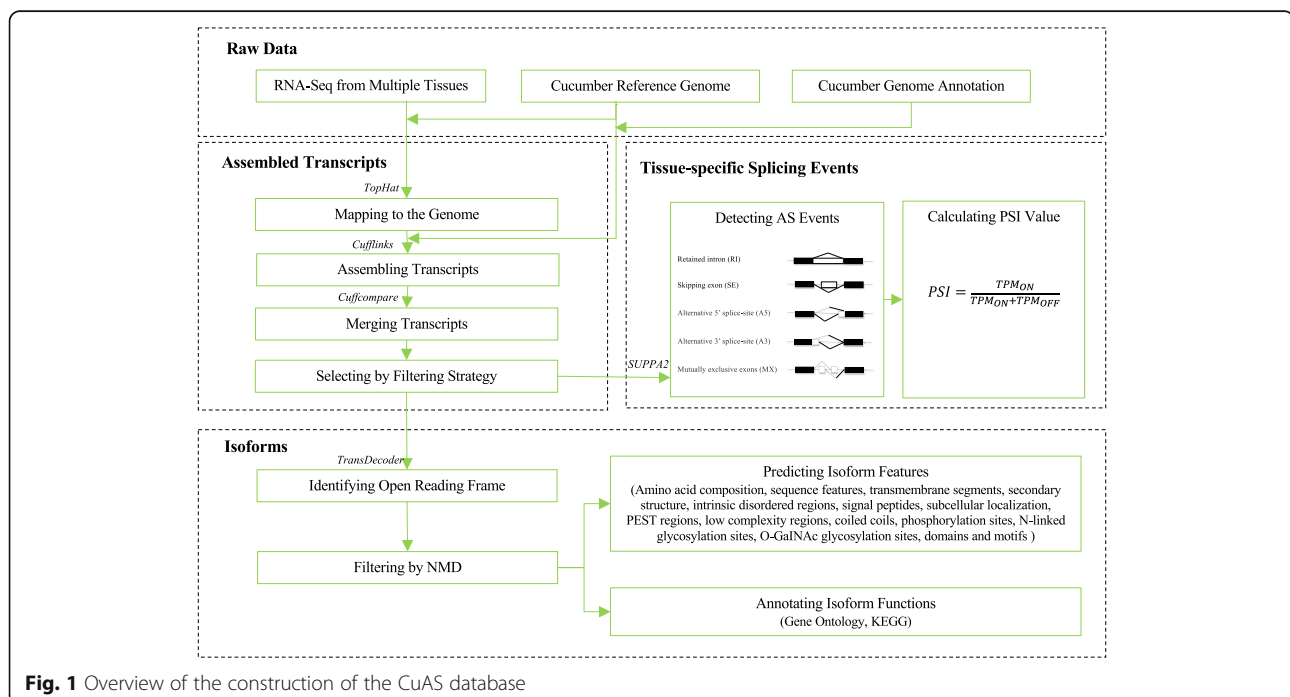 Raw Data
RNA-Seq from Multiple Tissues
Cucumber Reference Genome
Cucumber Genome Annotation
Assembled Transcripts
TopHat
Mapping to the Genome
Cufflinks
Assembling Transcripts
Cuffcompare
Merging Transcripts
Selecting by Filtering Strategy
SUPPA2
Tissue-specific Splicing Events
Detecting AS Events
Retained intron (RI)
Skipping exon (SE)
Alternative 5' splice-site (A5)
Alternative 3' splice-site (A3)
Mutually exclusive exons (MX)
Calculating PSI Value
PSI = TPM_ON / TPM_ON+TPM_OFF
Isoforms
TransDecoder
Identifying Open Reading Frame
Filtering by NMD
Predicting Isoform Features
(Amino acid composition, sequence features, transmembrane segments, secondary
structure, intrinsic disordered regions, signal peptides, subcellular localization,
PEST regions, low complexity regions, coiled coils, phosphorylation sites, N-linked
glycosylation sites, O-GaINAc glycosylation sites, domains and motifs )
Annotating Isoform Functions
(Gene Ontology, KEGG)
Fig. 1 Overview of the construction of the CuAS database